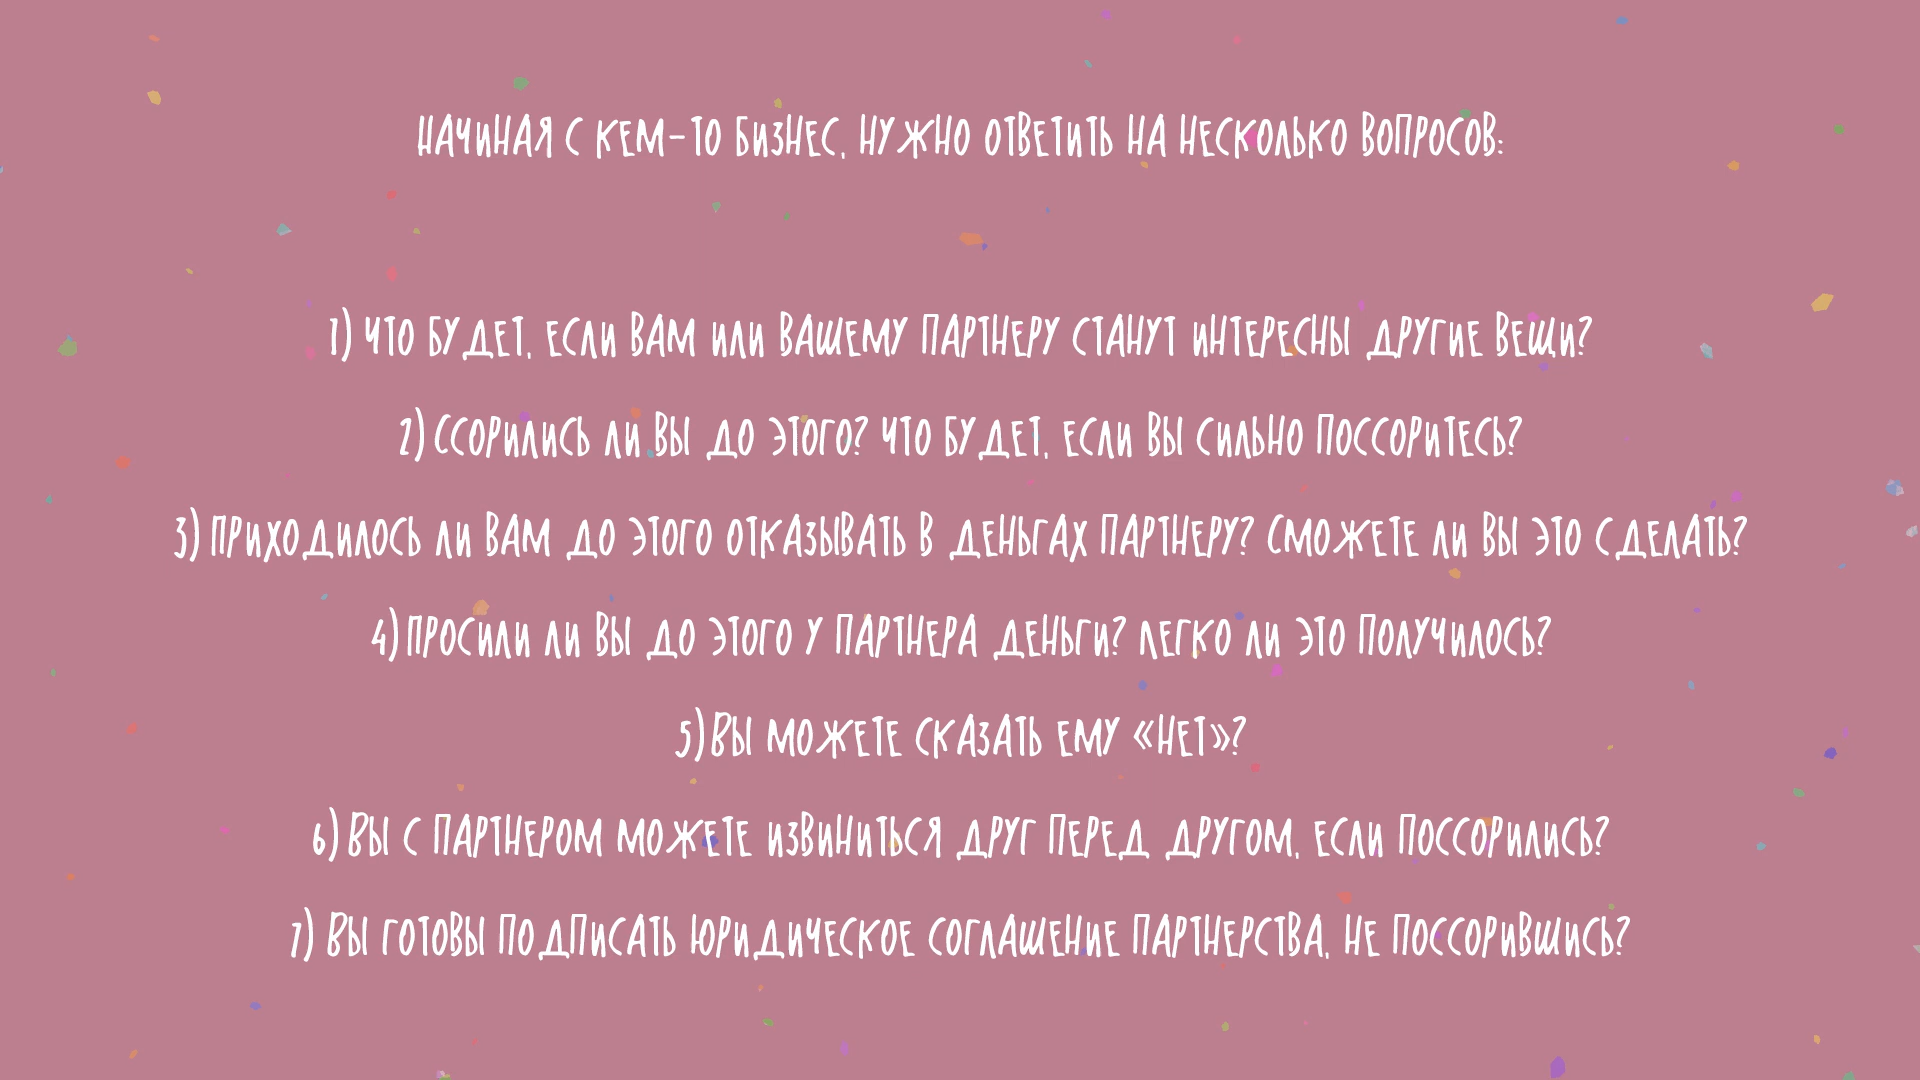 Начиная с кем-то бизнес, нужно ответить на несколько вопросов:
1) Что будет, если вам или вашему партнеру станут интересны другие вещи?
2) Ссорились ли вы до этого? Что будет, если вы сильно поссоритесь?
3) Приходилось ли вам до этого отказывать в деньгах партнеру? Сможете ли вы это сделать?
4) Просили ли вы до этого у партнера деньги? Легко ли это получилось?
5) Вы можете сказать ему «нет»?
6) Вы с партнером можете извиниться друг перед другом, если поссорились?
7) Вы готовы подписать юридическое соглашение партнерства, не поссорившись?